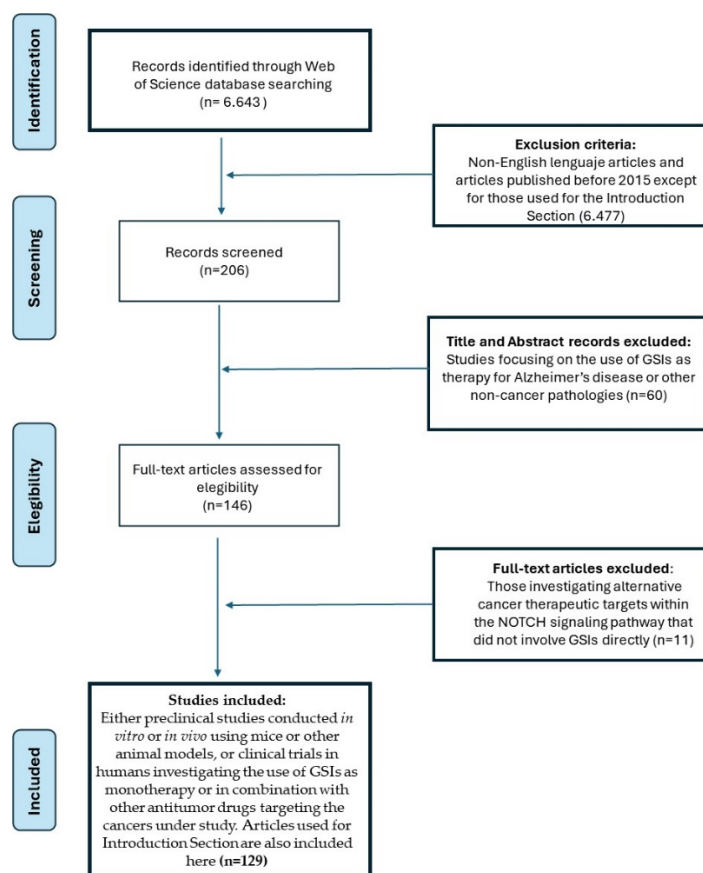 Identification
Records identified through Web
of Science database searching
(n= 6.643 )
Exclusion criteria:
Non-English lenguaje articles and
articles published before 2015 except
for those used for the Introduction
Section (6.477)
Screening
Records screened
(n=206)
Title and Abstract records excluded:
Studies focusing on the use of GSIs as
therapy for Alzheimer's disease or other
non-cancer pathologies (n=60)
Elegibility
Full-text articles assessed for
elegibility
(n=146)
Full-text articles excluded:
Those investigating alternative
cancer therapeutic targets within
the NOTCH signaling pathway that
did not involve GSIs directly (n=11)
Included
Studies included:
Either preclinical studies conducted in
vitro or in vivo using mice or other
animal models, or clinical trials in
humans investigating the use of GSIs as
monotherapy or in combination with
other antitumor drugs targeting the
cancers under study. Articles used for
Introduction Section are also included
here (n=129)